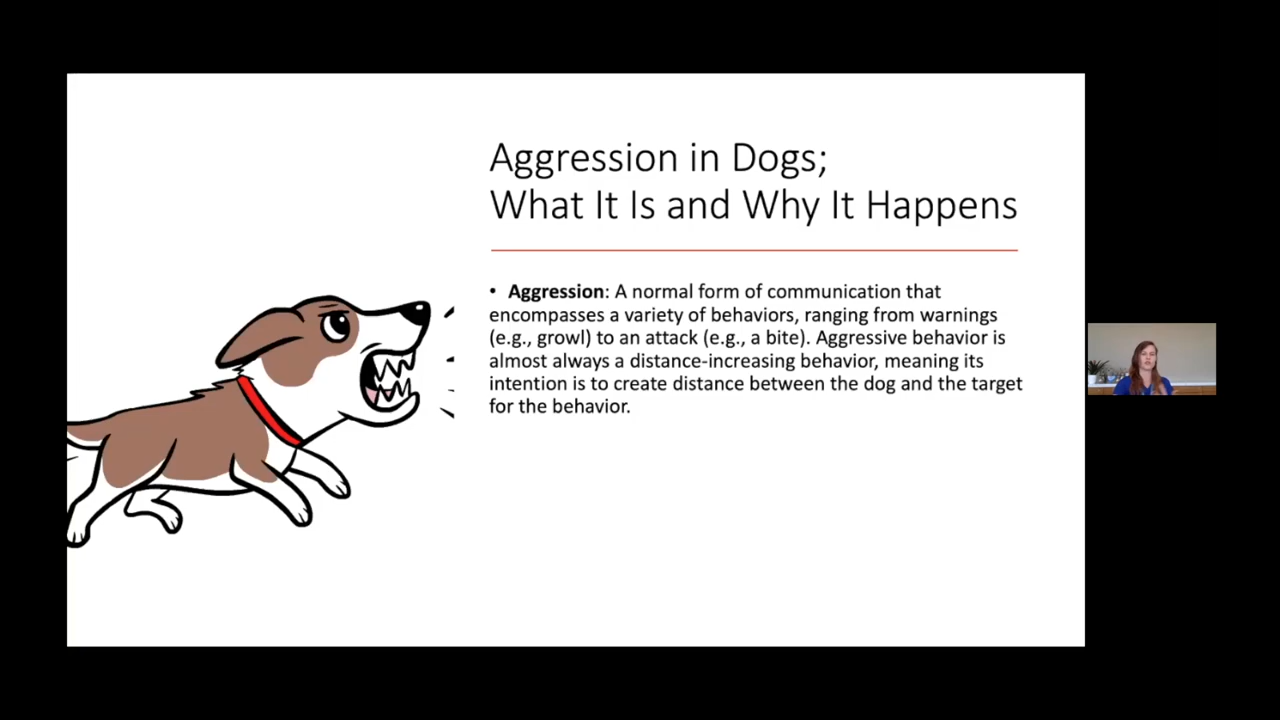 Aggression in Dogs;
What It Is and Why It Happens
• Aggression: A normal form of communication that
encompasses a variety of behaviors, ranging from warnings
(e.g., growl) to an attack (e.g., a bite). Aggressive behavior is
almost always a distance-increasing behavior, meaning its
intention is to create distance between the dog and the target
for the behavior.